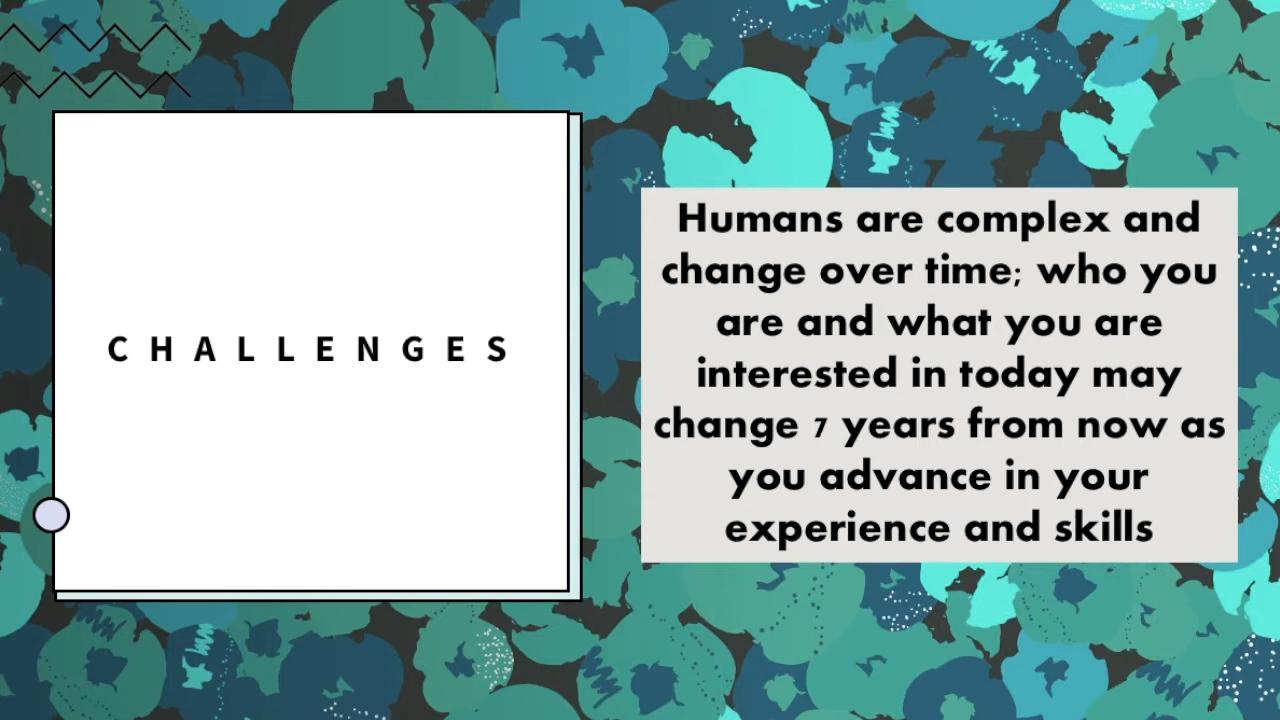 CHALLENGES
Humans are complex and
change over time; who you
are and what you are
interested in today may
change 7 years from now as
you advance in your
experience and skills